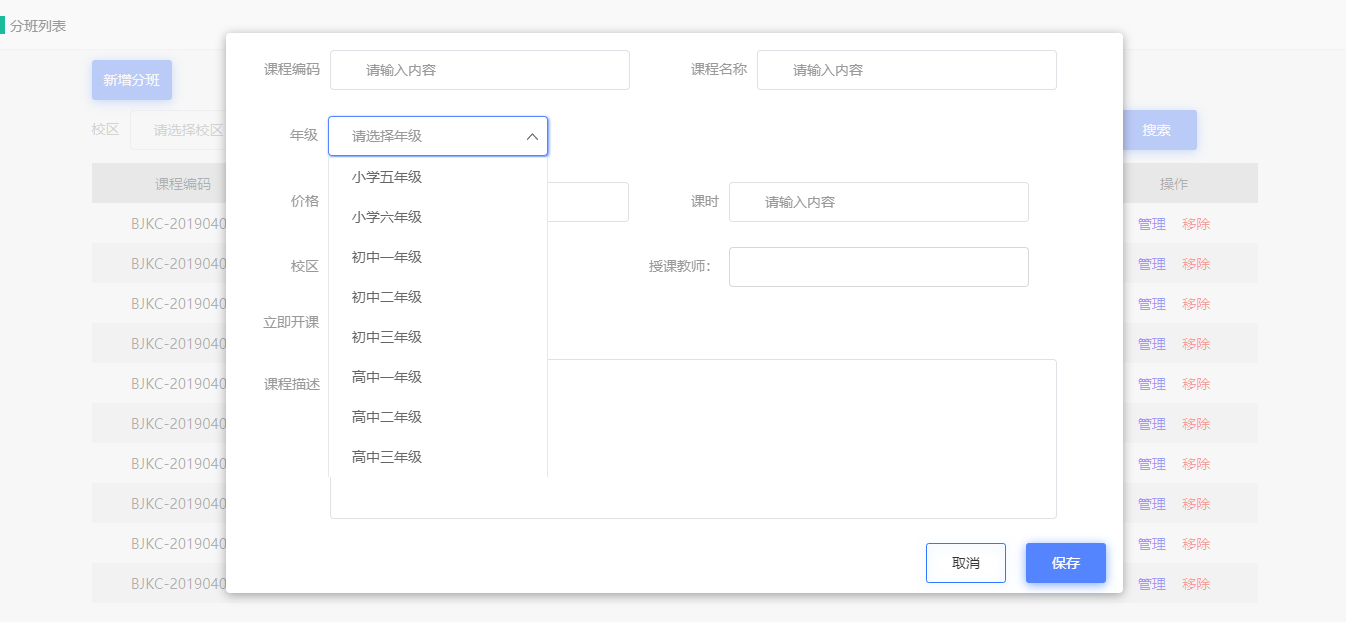 分班列表
新增分班
校区 请选择校区 搜索
课程编码 操作
BJKC-2019040 管理 移除
BJKC-2019040 管理 移除
BJKC-2019040 管理 移除
BJKC-2019040 管理 移除
BJKC-2019040 管理 移除
BJKC-2019040 管理 移除
BJKC-2019040 管理 移除
BJKC-2019040 管理 移除
BJKC-2019040 管理 移除
BJKC-2019040 管理 移除
课程编码 请输入内容 课程名称 请输入内容
年级 请选择年级
小学五年级
小学六年级
初中一年级
初中二年级
初中三年级
高中一年级
高中二年级
高中三年级
价格 课时 请输入内容
校区 授课教师：
立即开课
课程描述
取消 保存